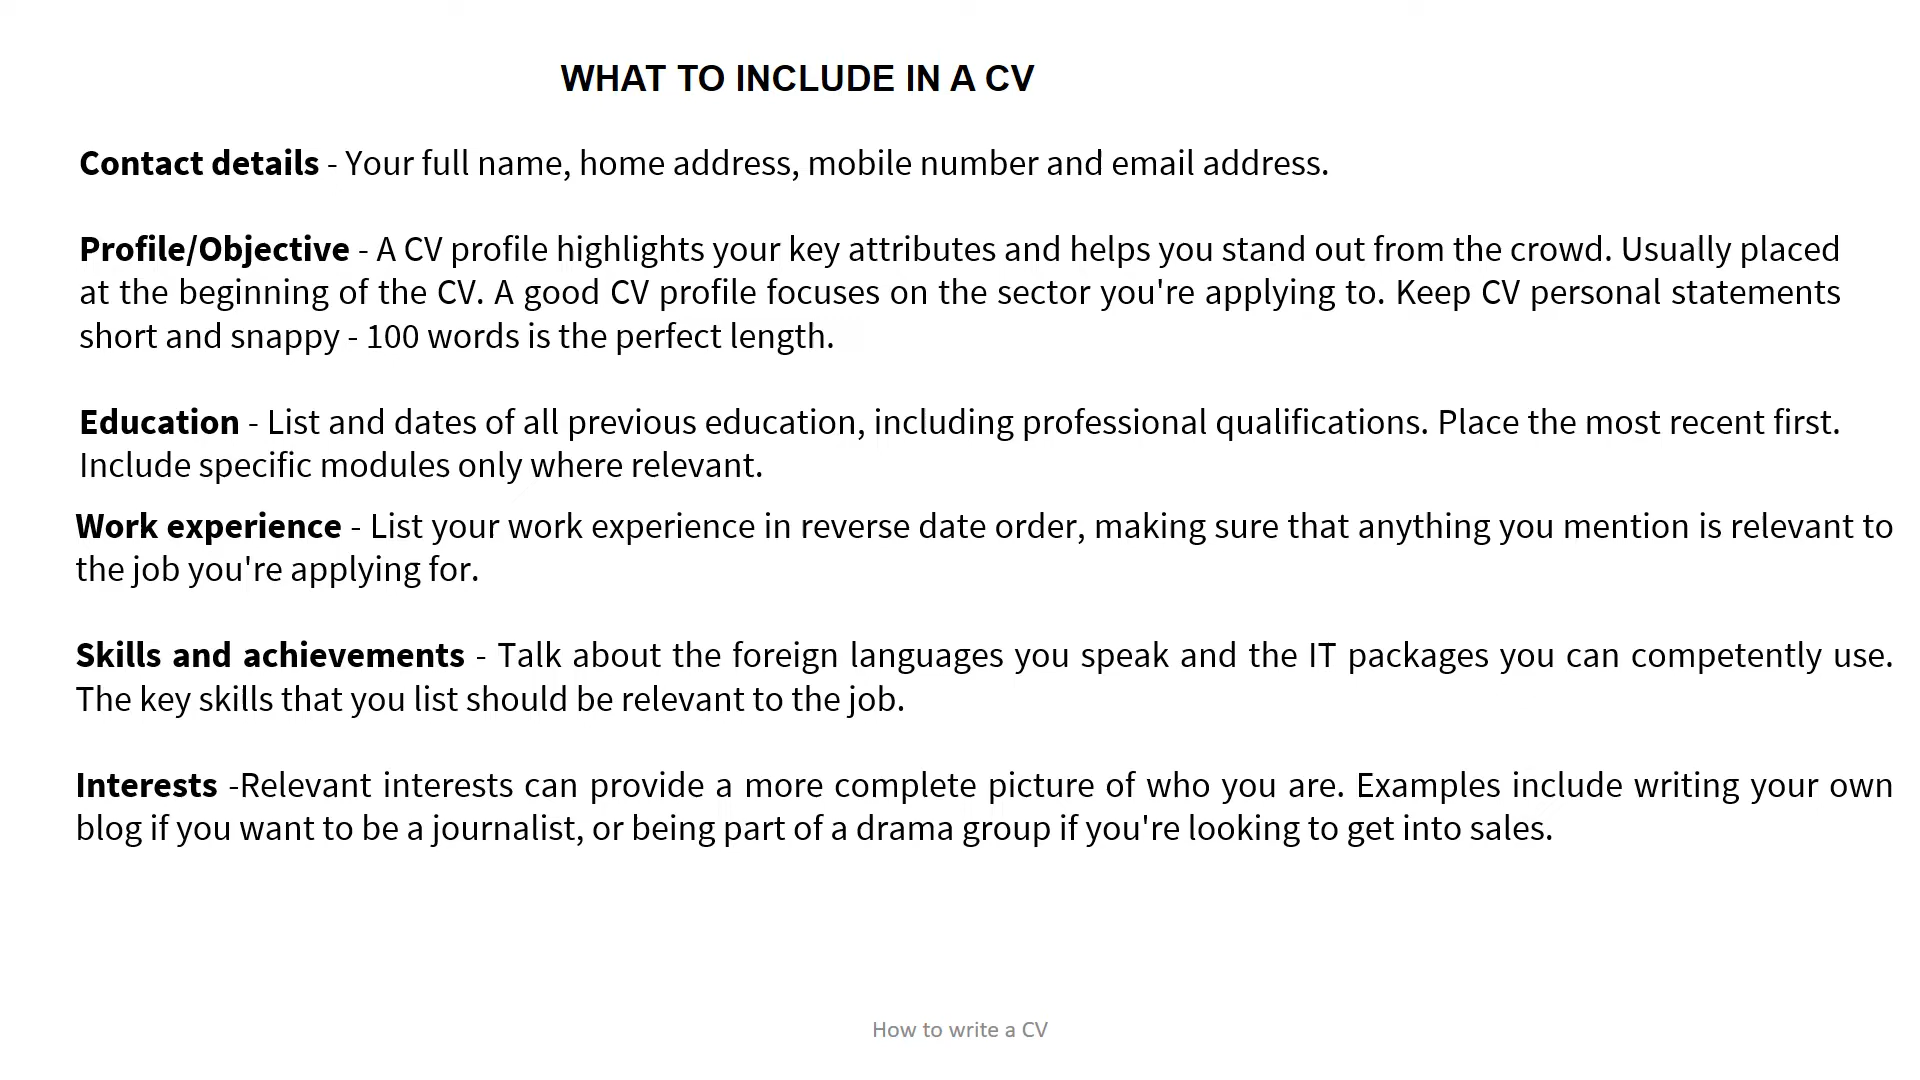 WHAT TO INCLUDE IN A CV
Contact details - Your full name, home address, mobile number and email address.
Profile/Objective - A CV profile highlights your key attributes and helps you stand out from the crowd. Usually placed
at the beginning of the CV. A good CV profile focuses on the sector you're applying to. Keep CV personal statements
short and snappy - 100 words is the perfect length.
Education - List and dates of all previous education, including professional qualifications. Place the most recent first.
Include specific modules only where relevant.
Work experience - List your work experience in reverse date order, making sure that anything you mention is relevant to
the job you're applying for.
Skills and achievements - Talk about the foreign languages you speak and the IT packages you can competently use.
The key skills that you list should be relevant to the job.
Interests -Relevant interests can provide a more complete picture of who you are. Examples include writing your own
blog if you want to be a journalist, or being part of a drama group if you're looking to get into sales.
How to write a CV